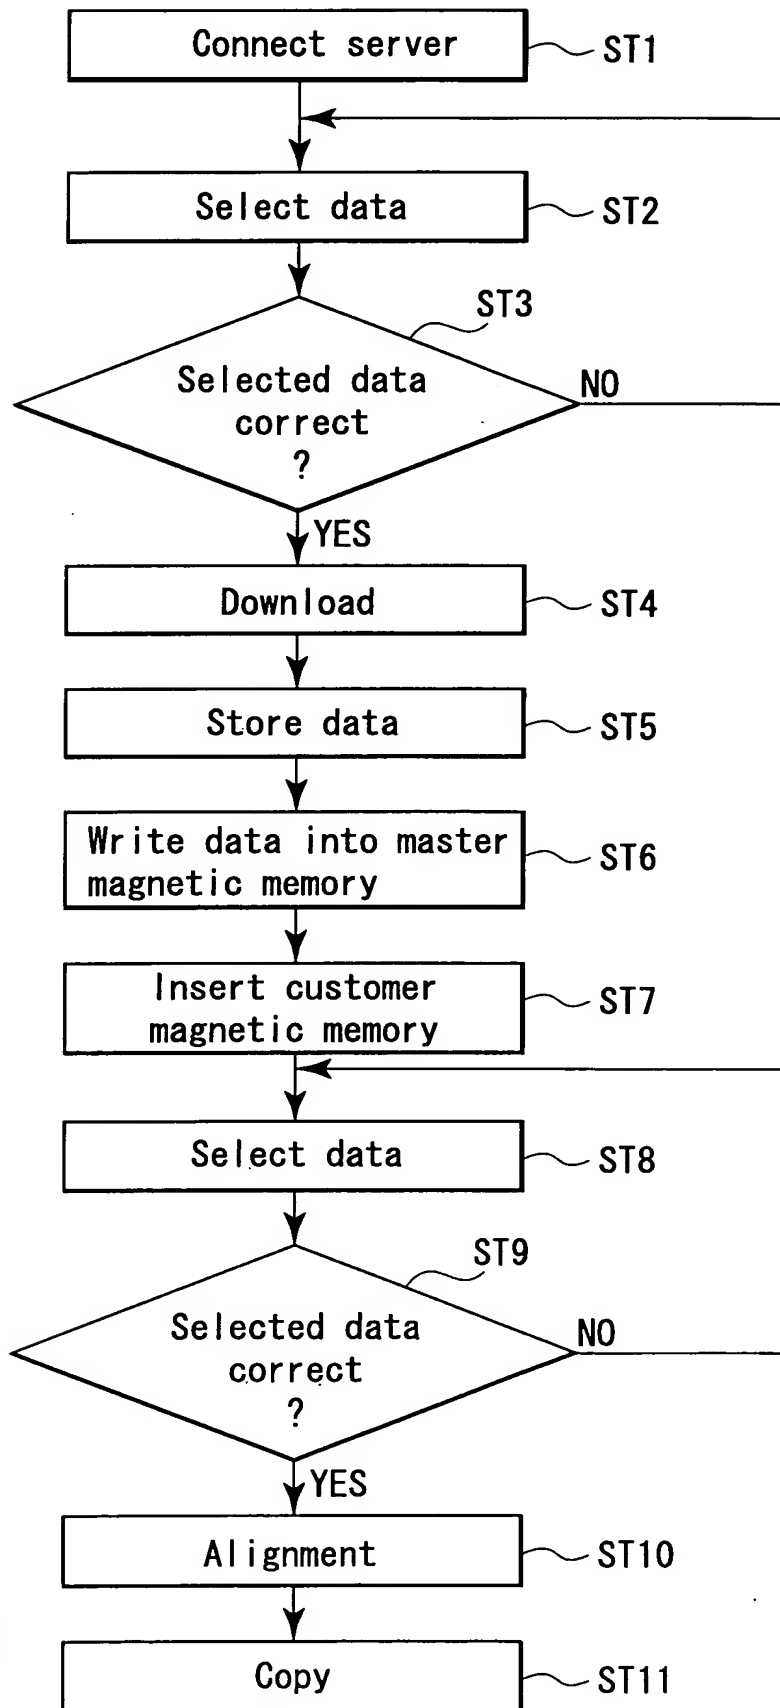 Connect server
ST1
Select data
ST2
ST3
Selected data
correct
?
NO
YES
Download
ST4
Store data
ST5
Write data into master
magnetic memory
ST6
Insert customer
magnetic memory
ST7
Select data
ST8
ST9
Selected data
correct
?
NO
YES
Alignment
ST10
Copy
ST11